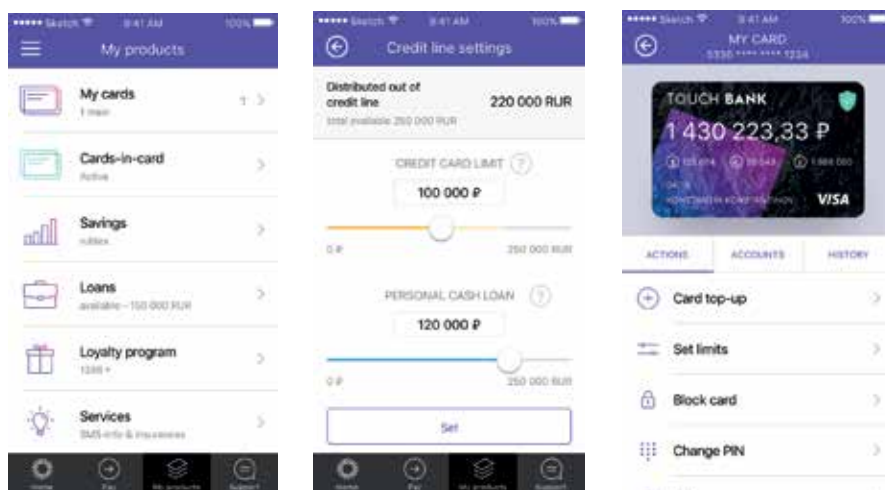 Sketch 9:41 AM 100%
My products
My cards
1 main
1
Cards-in-card
Active
Savings
rubles
Loans
available – 150 000 RUR
Loyalty program
Services
SMS-info & Insurances
Home Pay My products Support
Sketch 9:41 AM 100%
Credit line settings
Distributed out of
credit line 220 000 RUR
total available 250 000 RUR
CREDIT CARD LIMIT ?
100 000 ₽
0 ₽ 250 000 RUR
PERSONAL CASH LOAN ?
120 000 ₽
0 ₽ 250 000 RUR
Set
Home Pay My products Support
Sketch 9:41 AM 100%
MY CARD
5330 **** **** 1234
TOUCH BANK
1 430 223,33 ₽
VISA
ACTIONS ACCOUNTS HISTORY
Card top-up
Set limits
Block card
Change PIN